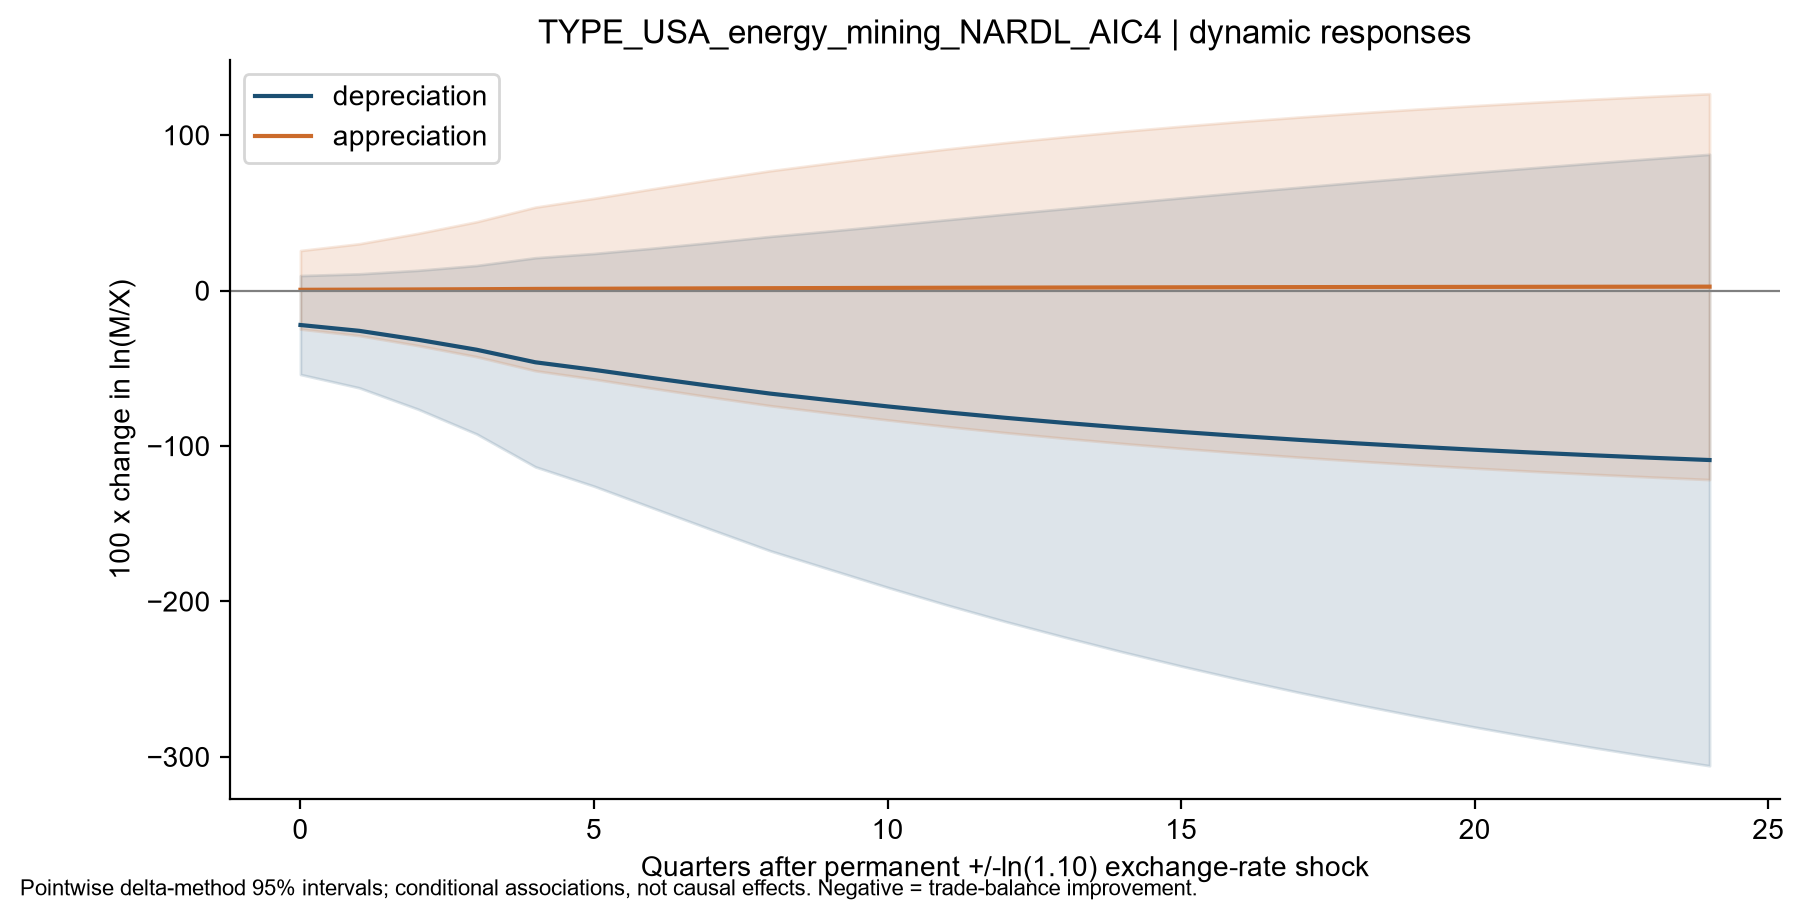 TYPE_USA_energy_mining_NARDL_AIC4 | dynamic responses
depreciation
appreciation
100 x change in ln(M/X)
100
0
−100
−200
−300
0 5 10 15 20 25
Quarters after permanent +/-ln(1.10) exchange-rate shock
Pointwise delta-method 95% intervals; conditional associations, not causal effects. Negative = trade-balance improvement.